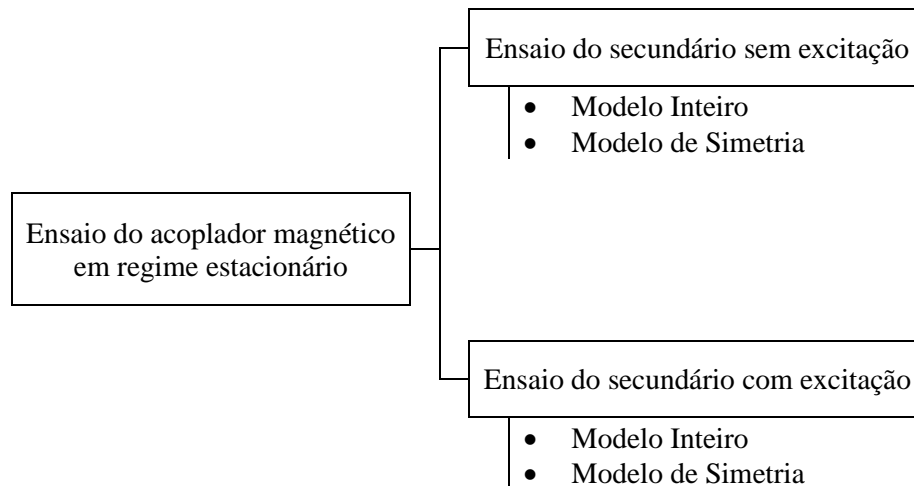 Ensaio do secundário sem excitação
• Modelo Inteiro
• Modelo de Simetria
Ensaio do acoplador magnético
em regime estacionário
Ensaio do secundário com excitação
• Modelo Inteiro
• Modelo de Simetria